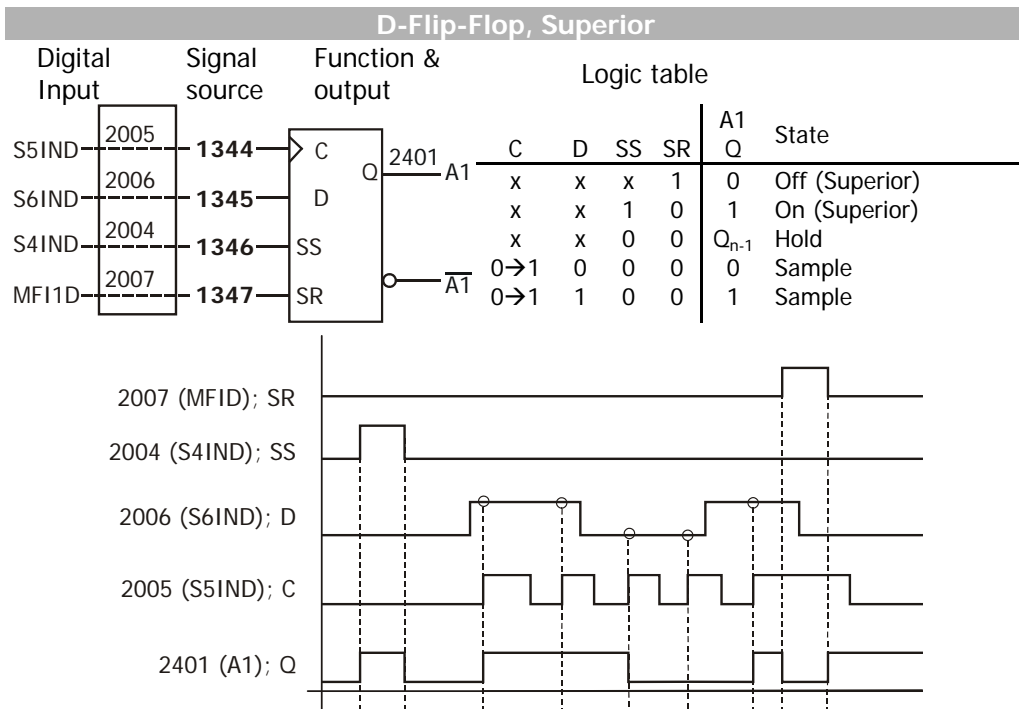 D-Flip-Flop, Superior
Digital Input
Signal source
Function & output
Logic table
S5IND 2005 1344 C
S6IND 2006 1345 D
S4IND 2004 1346 SS
MFI1D 2007 1347 SR
Q 2401 A1
A1
A1
C D SS SR Q State
x x x 1 0 Off (Superior)
x x 1 0 1 On (Superior)
x x 0 0 Qn-1 Hold
0→1 0 0 0 0 Sample
0→1 1 0 0 1 Sample
2007 (MFID); SR
2004 (S4IND); SS
2006 (S6IND); D
2005 (S5IND); C
2401 (A1); Q